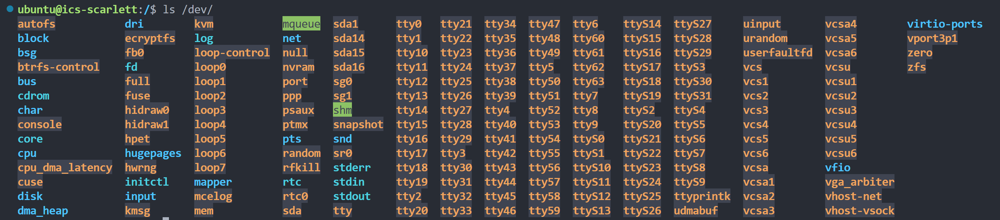 ubuntu@ics-scarlett:/$ ls /dev/
autofs dri kvm mqueue sda1 tty0 tty21 tty34 tty47 tty6 ttyS14 ttyS27 uinput vcsa4 virtio-ports
block ecryptfs log net sda14 tty1 tty22 tty35 tty48 tty60 ttyS15 ttyS28 urandom vcsa5 vport3p1
bsg fb0 loop-control null sda15 tty10 tty23 tty36 tty49 tty61 ttyS16 ttyS29 userfaultfd vcsa6 zero
btrfs-control fd loop0 nvram sda16 tty11 tty24 tty37 tty5 tty62 ttyS17 ttyS3 vcs vcsu zfs
bus full loop1 port sg0 tty12 tty25 tty38 tty50 tty63 ttyS18 ttyS30 vcs1 vcsu1
cdrom fuse loop2 ppp sg1 tty13 tty26 tty39 tty51 tty7 ttyS19 ttyS31 vcs2 vcsu2
char hidraw0 loop3 psaux shm tty14 tty27 tty4 tty52 tty8 ttyS2 ttyS4 vcs3 vcsu3
console hidraw1 loop4 ptmx snapshot tty15 tty28 tty40 tty53 tty9 ttyS20 ttyS5 vcs4 vcsu4
core hpet loop5 pts snd tty16 tty29 tty41 tty54 ttyS0 ttyS21 ttyS6 vcs5 vcsu5
cpu hugepages loop6 random sr0 tty17 tty3 tty42 tty55 ttyS1 ttyS22 ttyS7 vcs6 vcsu6
cpu_dma_latency hwrng loop7 rfkill stderr tty18 tty30 tty43 tty56 ttyS10 ttyS23 ttyS8 vcsa vfio
cuse initctl mapper rtc stdin tty19 tty31 tty44 tty57 ttyS11 ttyS24 ttyS9 vcsa1 vga_arbiter
disk input mcelog rtc0 stdout tty2 tty32 tty45 tty58 ttyS12 ttyS25 ttyprintk vcsa2 vhost-net
dma_heap kmsg mem sda tty tty20 tty33 tty46 tty59 ttyS13 ttyS26 udmabuf vcsa3 vhost-vsock